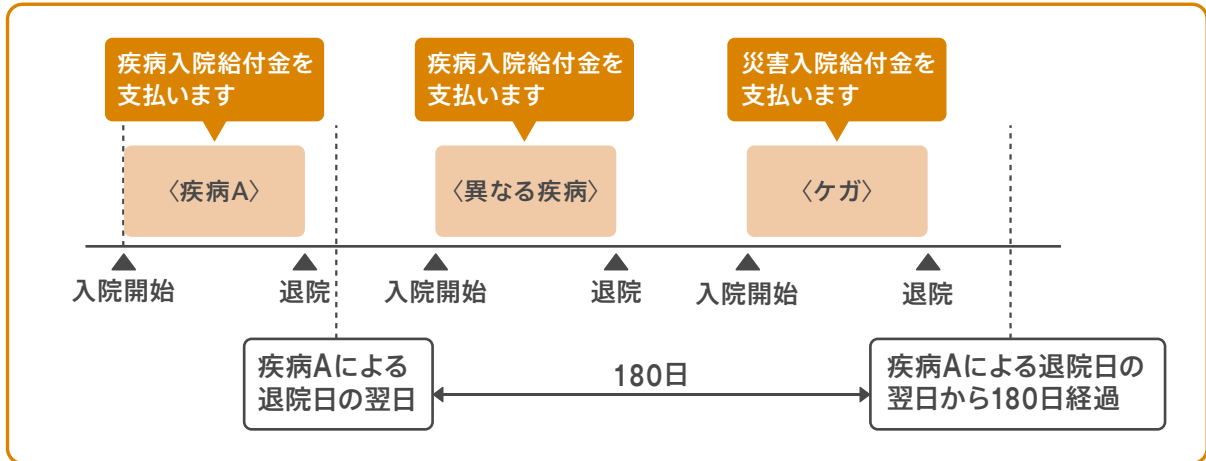 疾病入院給付金を
支払います
疾病入院給付金を
支払います
災害入院給付金を
支払います
〈疾病A〉
〈異なる疾病〉
〈ケガ〉
入院開始
退院
入院開始
退院
入院開始
退院
疾病Aによる
退院日の翌日
180日
疾病Aによる退院日の
翌日から180日経過